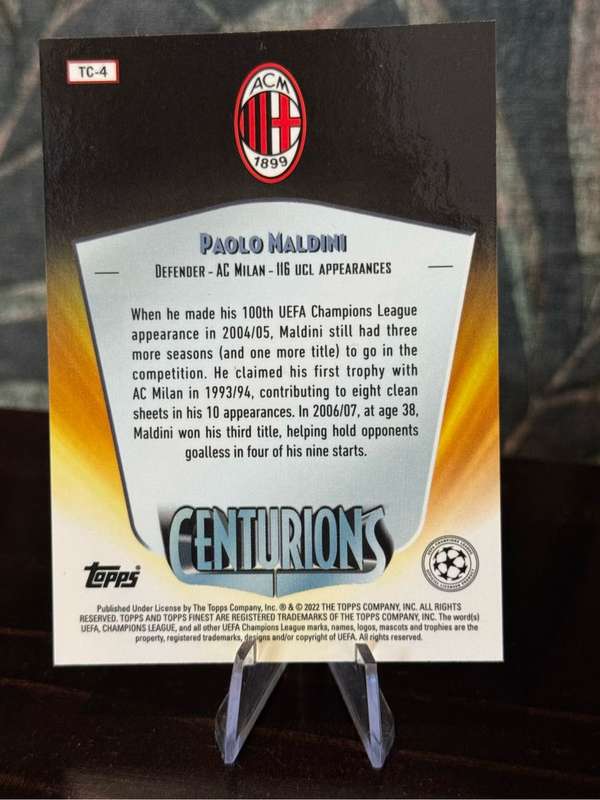 TC-4
ACM
1899
PAOLO MALDINI
DEFENDER - AC MILAN - 116 UCL APPEARANCES
When he made his 100th UEFA Champions League
appearance in 2004/05, Maldini still had three
more seasons (and one more title) to go in the
competition. He claimed his first trophy with
AC Milan in 1993/94, contributing to eight clean
sheets in his 10 appearances. In 2006/07, at age 38,
Maldini won his third title, helping hold opponents
goalless in four of his nine starts.
CENTURIONS
topps®
Published Under License by The Topps Company, Inc. ® & © 2022 THE TOPPS COMPANY, INC. ALL RIGHTS
RESERVED. TOPPS AND TOPPS FINEST ARE REGISTERED TRADEMARKS OF THE TOPPS COMPANY, INC. The word(s)
UEFA, CHAMPIONS LEAGUE, and all other UEFA Champions League marks, names, logos, mascots and trophies are the
property, registered trademarks, designs and/or copyright of UEFA. All rights reserved.